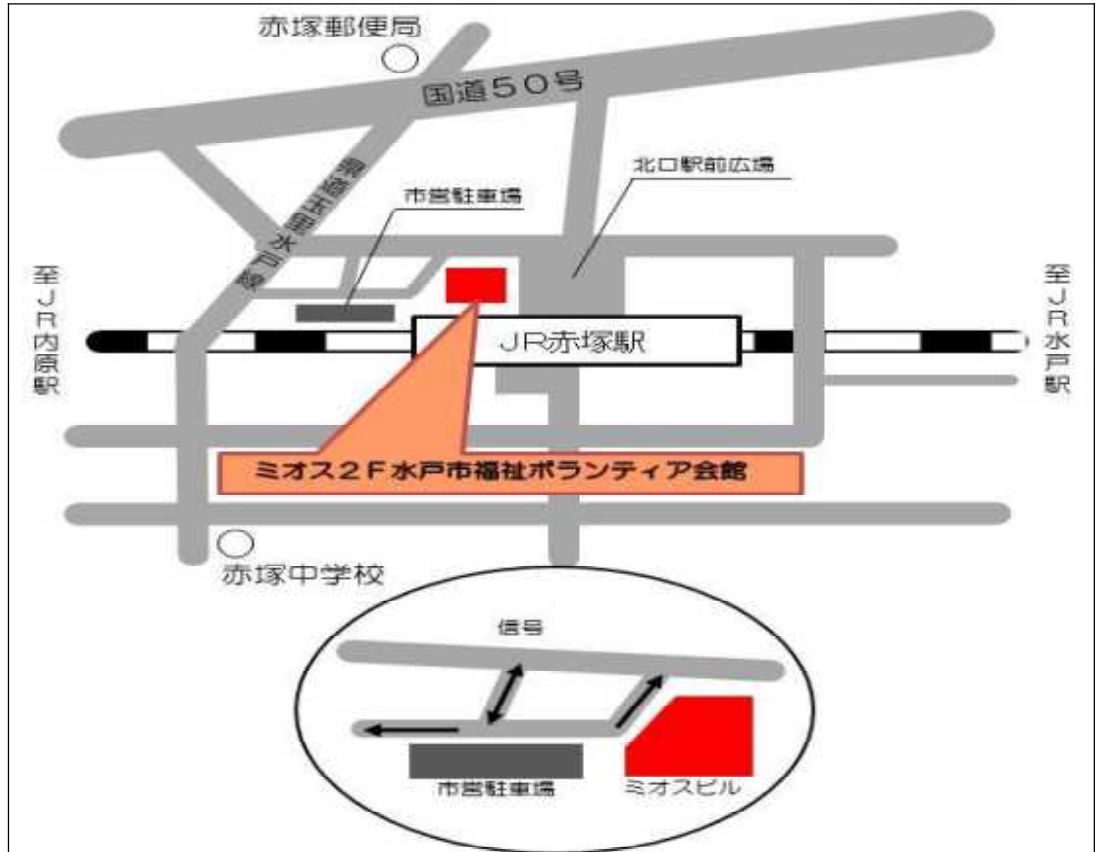 赤塚郵便局
国道50号
北口駅前広場
県道玉里水戸線
市営駐車場
至JR内原駅
至JR水戸駅
JR赤塚駅
ミオス2F水戸市福祉ボランティア会館
赤塚中学校
信号
市営駐車場
ミオスビル